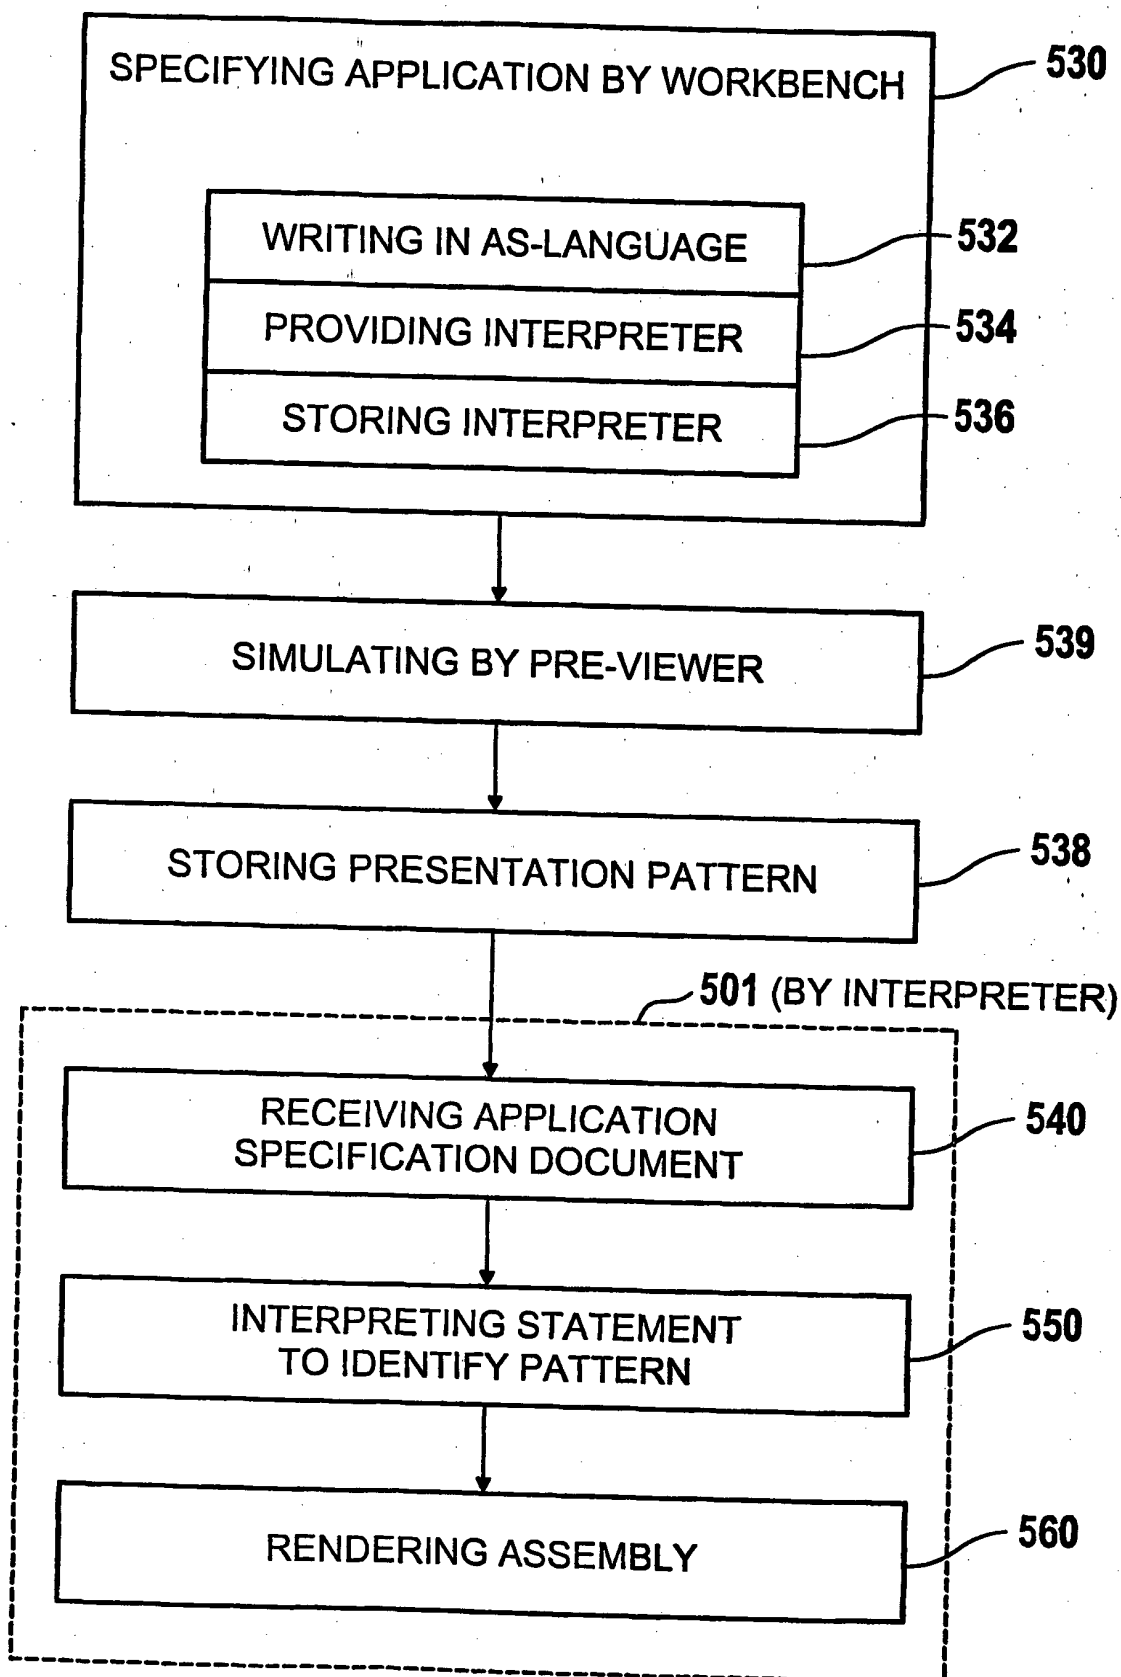 SPECIFYING APPLICATION BY WORKBENCH
530
WRITING IN AS-LANGUAGE
532
PROVIDING INTERPRETER
534
STORING INTERPRETER
536
SIMULATING BY PRE-VIEWER
539
STORING PRESENTATION PATTERN
538
501 (BY INTERPRETER)
RECEIVING APPLICATION
SPECIFICATION DOCUMENT
540
INTERPRETING STATEMENT
TO IDENTIFY PATTERN
550
RENDERING ASSEMBLY
560